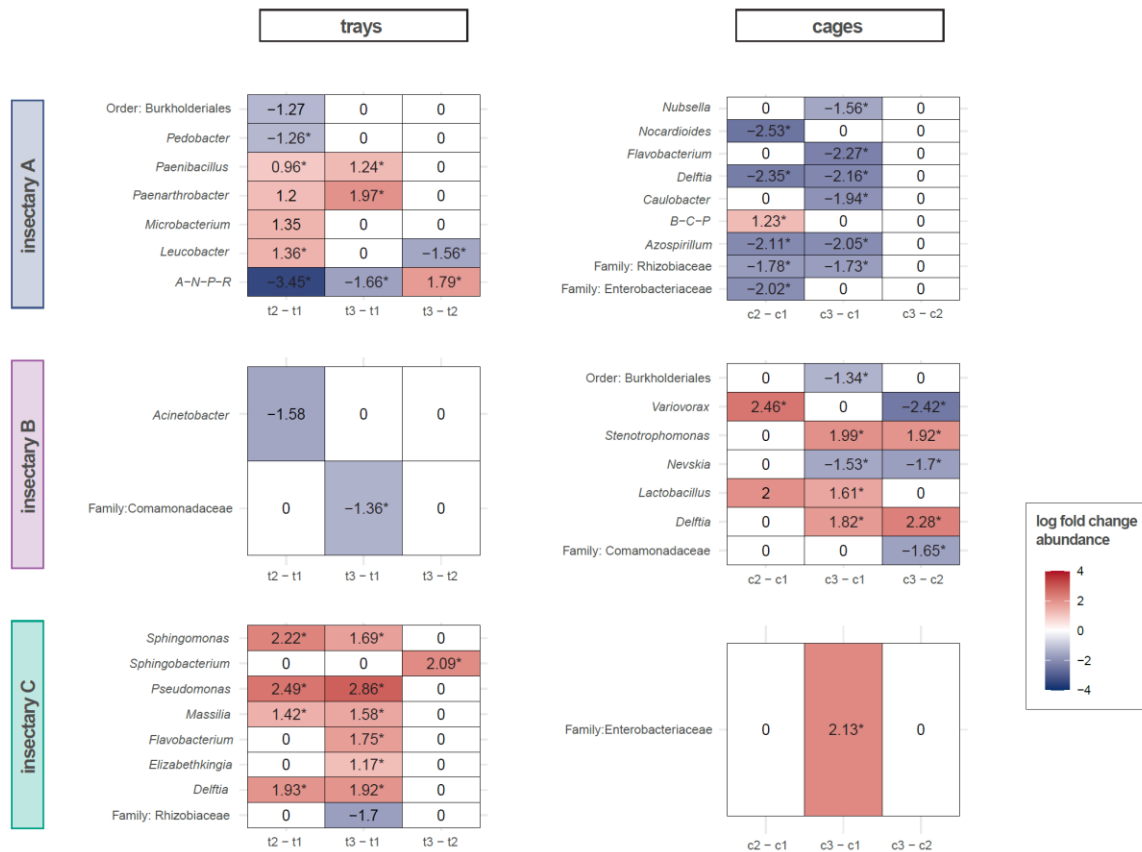 trays
cages
insectary A
Order: Burkholderiales −1.27 0 0
Pedobacter −1.26* 0 0
Paenibacillus 0.96* 1.24* 0
Paenarthrobacter 1.2 1.97* 0
Microbacterium 1.35 0 0
Leucobacter 1.36* 0 −1.56*
A−N−P−R −3.45* −1.66* 1.79*
t2 − t1 t3 − t1 t3 − t2
Nubsella 0 −1.56* 0
Nocardioides −2.53* 0 0
Flavobacterium 0 −2.27* 0
Delftia −2.35* −2.16* 0
Caulobacter 0 −1.94* 0
B−C−P 1.23* 0 0
Azospirillum −2.11* −2.05* 0
Family: Rhizobiaceae −1.78* −1.73* 0
Family: Enterobacteriaceae −2.02* 0 0
c2 − c1 c3 − c1 c3 − c2
insectary B
Acinetobacter −1.58 0 0
Family:Comamonadaceae 0 −1.36* 0
t2 − t1 t3 − t1 t3 − t2
Order: Burkholderiales 0 −1.34* 0
Variovorax 2.46* 0 −2.42*
Stenotrophomonas 0 1.99* 1.92*
Nevskia 0 −1.53* −1.7*
Lactobacillus 2 1.61* 0
Delftia 0 1.82* 2.28*
Family: Comamonadaceae 0 0 −1.65*
c2 − c1 c3 − c1 c3 − c2
insectary C
Sphingomonas 2.22* 1.69* 0
Sphingobacterium 0 0 2.09*
Pseudomonas 2.49* 2.86* 0
Massilia 1.42* 1.58* 0
Flavobacterium 0 1.75* 0
Elizabethkingia 0 1.17* 0
Delftia 1.93* 1.92* 0
Family: Rhizobiaceae 0 −1.7 0
t2 − t1 t3 − t1 t3 − t2
Family:Enterobacteriaceae 0 2.13* 0
c2 − c1 c3 − c1 c3 − c2
log fold change
abundance
4
2
0
−2
−4